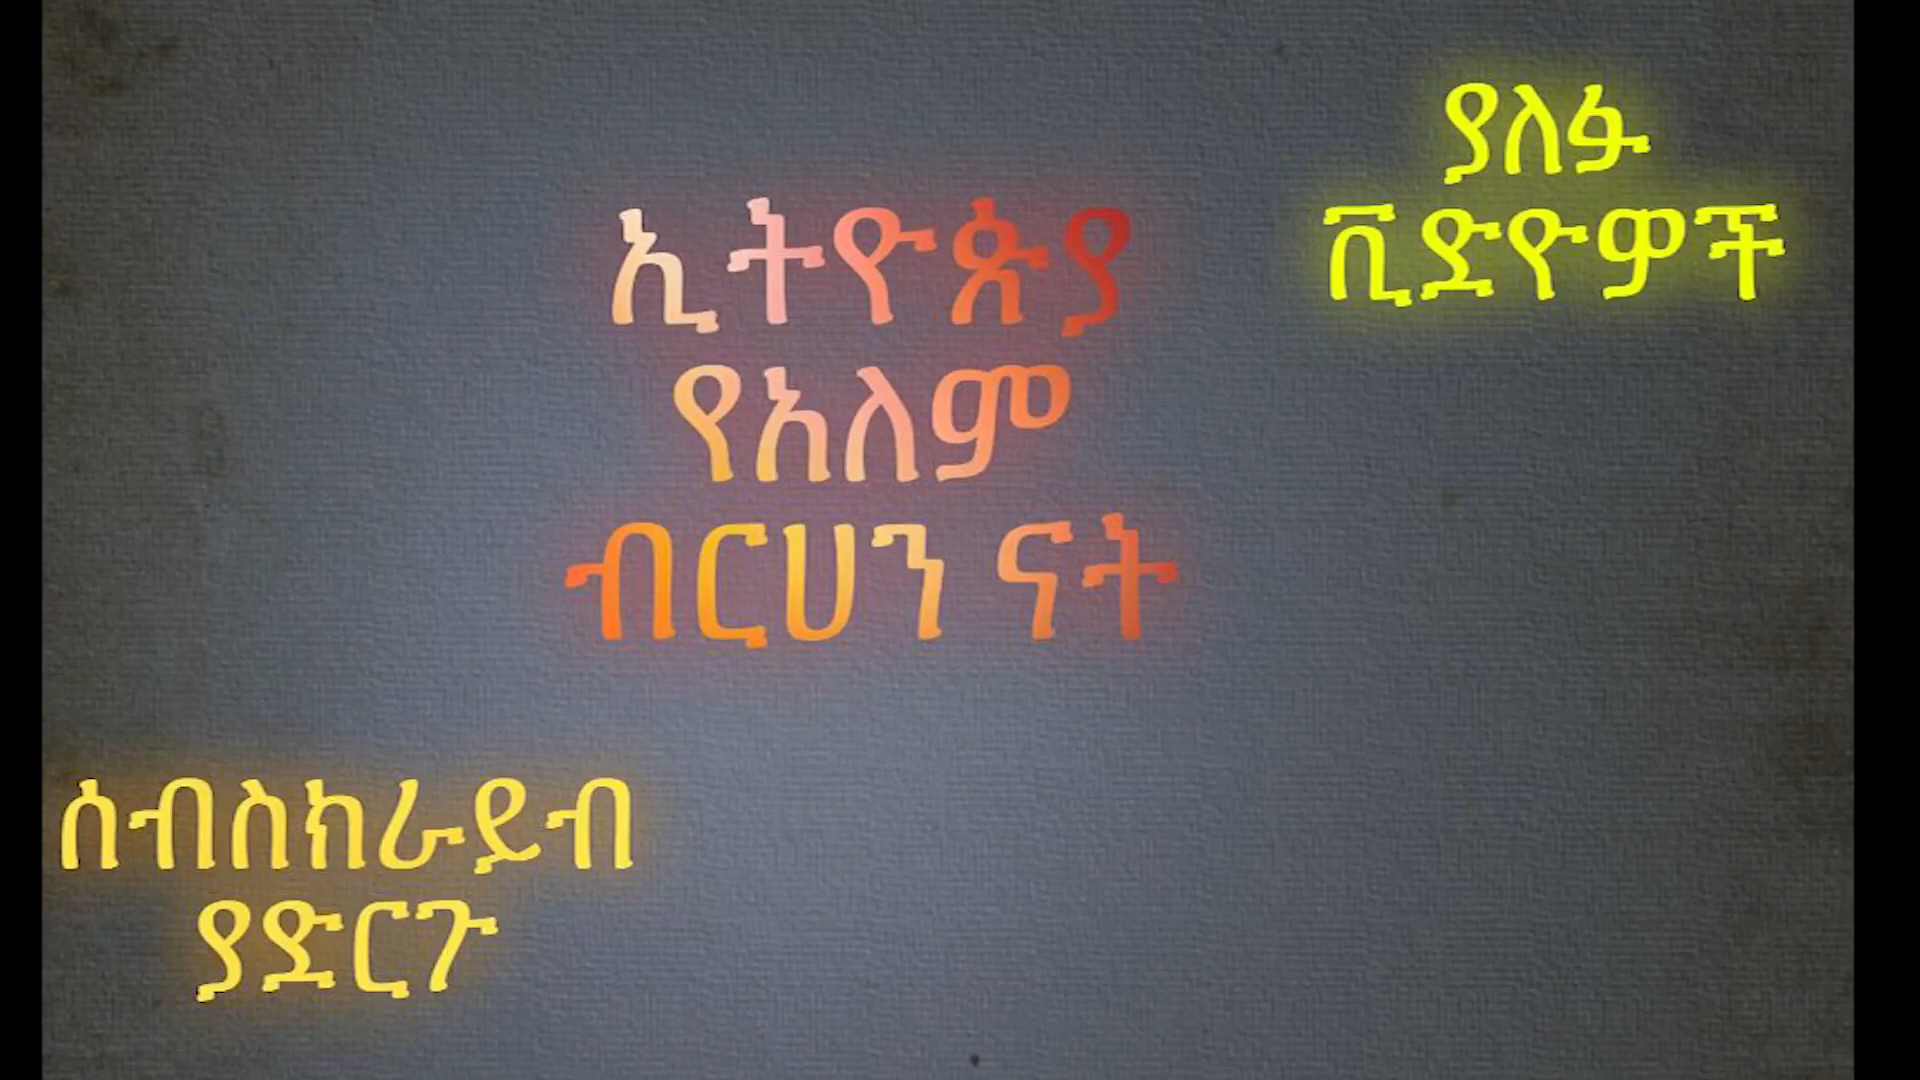 ኢትዮጵያ
የአለም
ብርሀን ናት
ያለፉ
ቪድዮዎች
ሰብስክራይብ
ያድርጉ